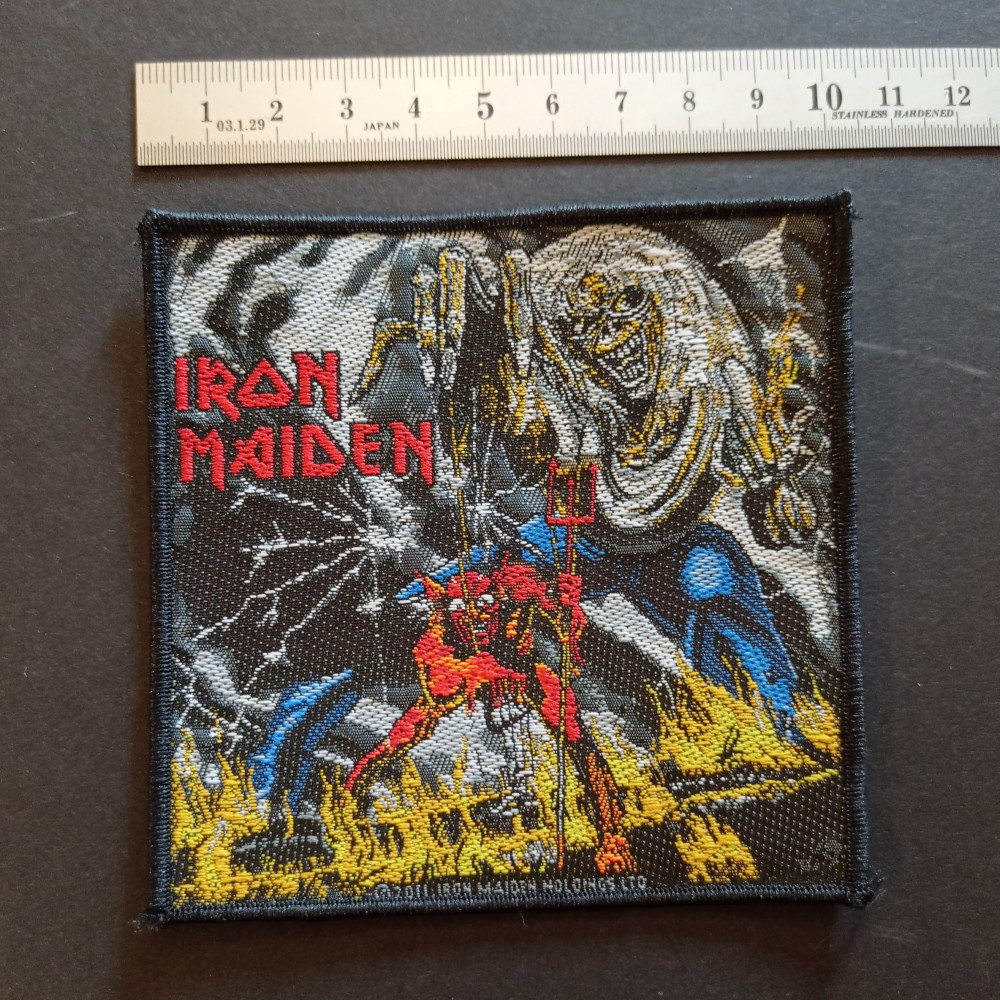 1 2 3 4 5 6 7 8 9 10 11 12
03.1.29 JAPAN STAINLESS HARDENED
IRON
MAIDEN
© 2011 IRON MAIDEN HOLDINGS LTD